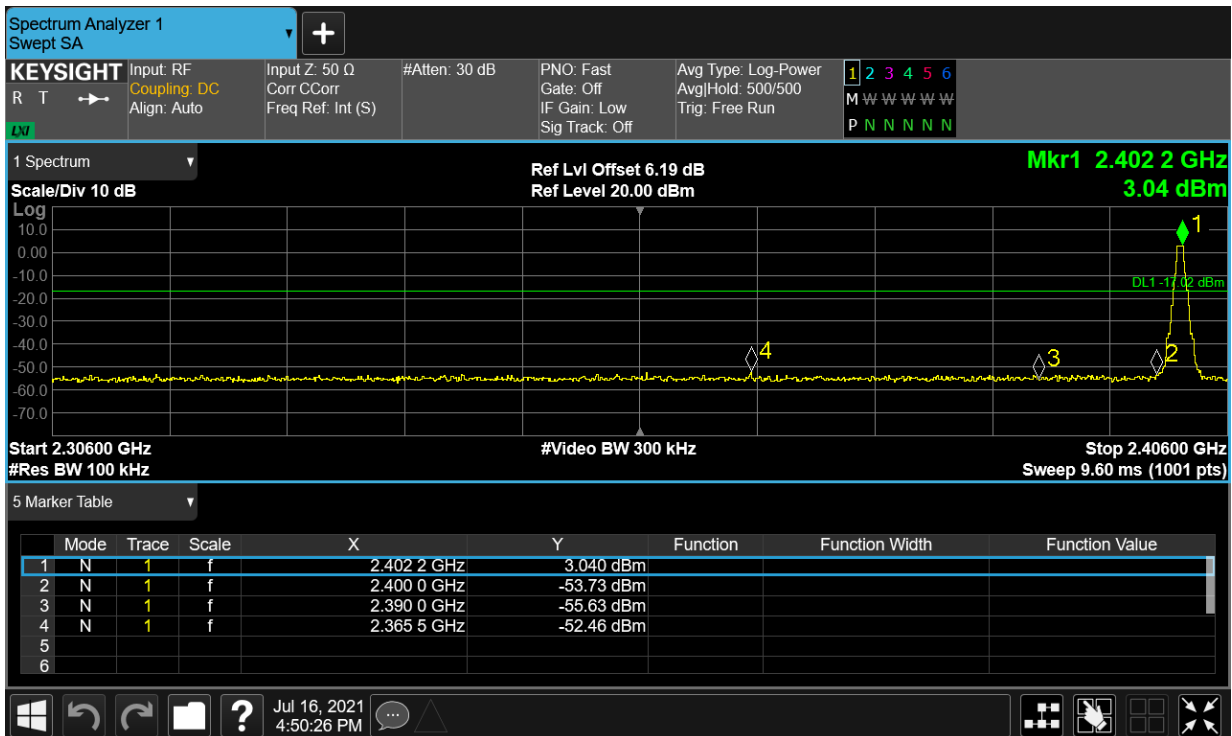 Spectrum Analyzer 1
Swept SA
▼
+
KEYSIGHT
R T
LXI
Input: RF
Coupling: DC
Align: Auto
Input Z: 50 Ω
Corr CCorr
Freq Ref: Int (S)
#Atten: 30 dB
PNO: Fast
Gate: Off
IF Gain: Low
Sig Track: Off
Avg Type: Log-Power
Avg|Hold: 500/500
Trig: Free Run
1 2 3 4 5 6
M W W W W W
P N N N N N
1 Spectrum ▼
Scale/Div 10 dB
Log
Ref Lvl Offset 6.19 dB
Ref Level 20.00 dBm
Mkr1 2.402 2 GHz
3.04 dBm
10.0
0.00
-10.0
-20.0
-30.0
-40.0
-50.0
-60.0
-70.0
1
DL1 -17.02 dBm
4
3
2
Start 2.30600 GHz
#Res BW 100 kHz
#Video BW 300 kHz
Stop 2.40600 GHz
Sweep 9.60 ms (1001 pts)
5 Marker Table ▼
Mode Trace Scale X Y Function Function Width Function Value
1 N 1 f 2.402 2 GHz 3.040 dBm
2 N 1 f 2.400 0 GHz -53.73 dBm
3 N 1 f 2.390 0 GHz -55.63 dBm
4 N 1 f 2.365 5 GHz -52.46 dBm
5
6
?
Jul 16, 2021
4:50:26 PM
...